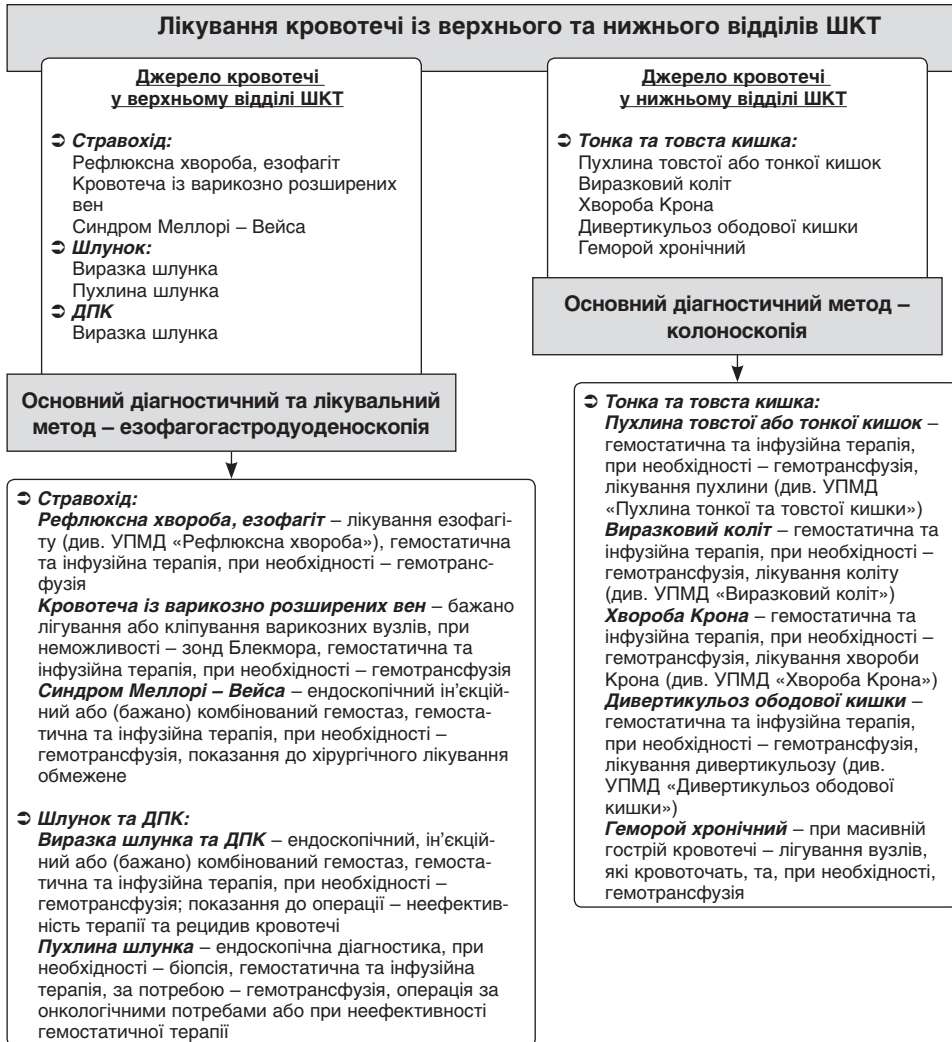 Лікування кровотечі із верхнього та нижнього відділів ШКТ
Джерело кровотечі
у верхньому відділі ШКТ
➲ Стравохід:
Рефлюксна хвороба, езофагіт
Кровотеча із варикозно розширених
вен
Синдром Меллорі – Вейса
➲ Шлунок:
Виразка шлунка
Пухлина шлунка
➲ ДПК
Виразка шлунка
Основний діагностичний та лікувальний
метод – езофагогастродуоденоскопія
➲ Стравохід:
Рефлюксна хвороба, езофагіт – лікування езофагі-
ту (див. УПМД «Рефлюксна хвороба»), гемостатична
та інфузійна терапія, при необхідності – гемотранс-
фузія
Кровотеча із варикозно розширених вен – бажано
лігування або кліпування варикозних вузлів, при
неможливості – зонд Блекмора, гемостатична та
інфузійна терапія, при необхідності – гемотрансфузія
Синдром Меллорі – Вейса – ендоскопічний ін’єкцій-
ний або (бажано) комбінований гемостаз, гемоста-
тична та інфузійна терапія, при необхідності –
гемотрансфузія, показання до хірургічного лікування
обмежене
➲ Шлунок та ДПК:
Виразка шлунка та ДПК – ендоскопічний, ін’єкцій-
ний або (бажано) комбінований гемостаз, гемоста-
тична та інфузійна терапія, при необхідності –
гемотрансфузія; показання до операції – неефектив-
ність терапії та рецидив кровотечі
Пухлина шлунка – ендоскопічна діагностика, при
необхідності – біопсія, гемостатична та інфузійна
терапія, за потребою – гемотрансфузія, операція за
онкологічними потребами або при неефективності
гемостатичної терапії
Джерело кровотечі
у нижньому відділі ШКТ
➲ Тонка та товста кишка:
Пухлина товстої або тонкої кишок
Виразковий коліт
Хвороба Крона
Дивертикульоз ободової кишки
Геморой хронічний
Основний діагностичний метод –
колоноскопія
➲ Тонка та товста кишка:
Пухлина товстої або тонкої кишок –
гемостатична та інфузійна терапія,
при необхідності – гемотрансфузія,
лікування пухлини (див. УПМД
«Пухлина тонкої та товстої кишки»)
Виразковий коліт – гемостатична та
інфузійна терапія, при необхідності –
гемотрансфузія, лікування коліту
(див. УПМД «Виразковий коліт»)
Хвороба Крона – гемостатична та
інфузійна терапія, при необхідності –
гемотрансфузія, лікування хвороби
Крона (див. УПМД «Хвороба Крона»)
Дивертикульоз ободової кишки –
гемостатична та інфузійна терапія,
при необхідності – гемотрансфузія,
лікування дивертикульозу (див.
УПМД «Дивертикульоз ободової
кишки»)
Геморой хронічний – при масивній
гострій кровотечі – лігування вузлів,
які кровоточать, та, при необхідності,
гемотрансфузія